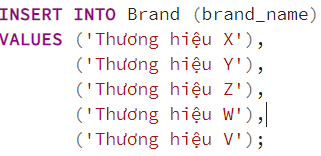 INSERT INTO Brand (brand_name)
VALUES ('Thương hiệu X'),
('Thương hiệu Y'),
('Thương hiệu Z'),
('Thương hiệu W'),
('Thương hiệu V');